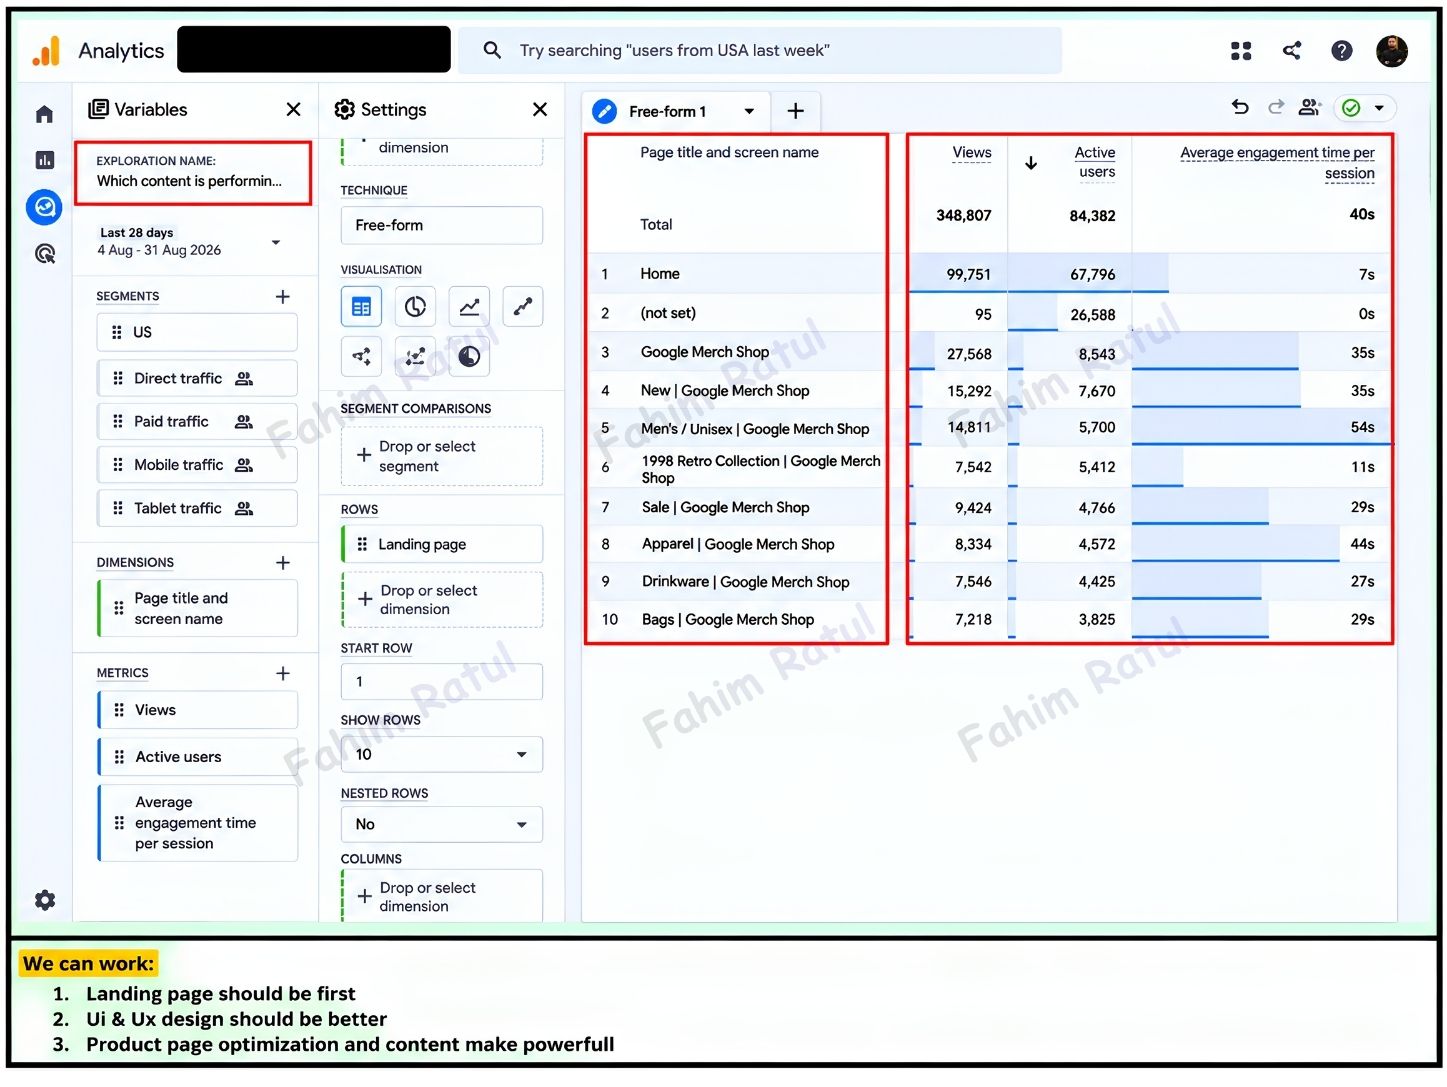 Analytics
Try searching "users from USA last week"
Variables
EXPLORATION NAME:
Which content is performin...
Last 28 days
4 Aug - 31 Aug 2026
SEGMENTS
US
Direct traffic
Paid traffic
Mobile traffic
Tablet traffic
DIMENSIONS
Page title and
screen name
METRICS
Views
Active users
Average
engagement time
per session
Settings
dimension
TECHNIQUE
Free-form
VISUALISATION
SEGMENT COMPARISONS
Drop or select
segment
ROWS
Landing page
Drop or select
dimension
START ROW
1
SHOW ROWS
10
NESTED ROWS
No
COLUMNS
Drop or select
dimension
Free-form 1
Page title and screen name Views Active users Average engagement time per session
Total 348,807 84,382 40s
1 Home 99,751 67,796 7s
2 (not set) 95 26,588 0s
3 Google Merch Shop 27,568 8,543 35s
4 New | Google Merch Shop 15,292 7,670 35s
5 Men's / Unisex | Google Merch Shop 14,811 5,700 54s
6 1998 Retro Collection | Google Merch Shop 7,542 5,412 11s
7 Sale | Google Merch Shop 9,424 4,766 29s
8 Apparel | Google Merch Shop 8,334 4,572 44s
9 Drinkware | Google Merch Shop 7,546 4,425 27s
10 Bags | Google Merch Shop 7,218 3,825 29s
Fahim Ratul
Fahim Ratul
Fahim Ratul
Fahim Ratul
Fahim Ratul
Fahim Ratul
We can work:
1. Landing page should be first
2. Ui & Ux design should be better
3. Product page optimization and content make powerfull